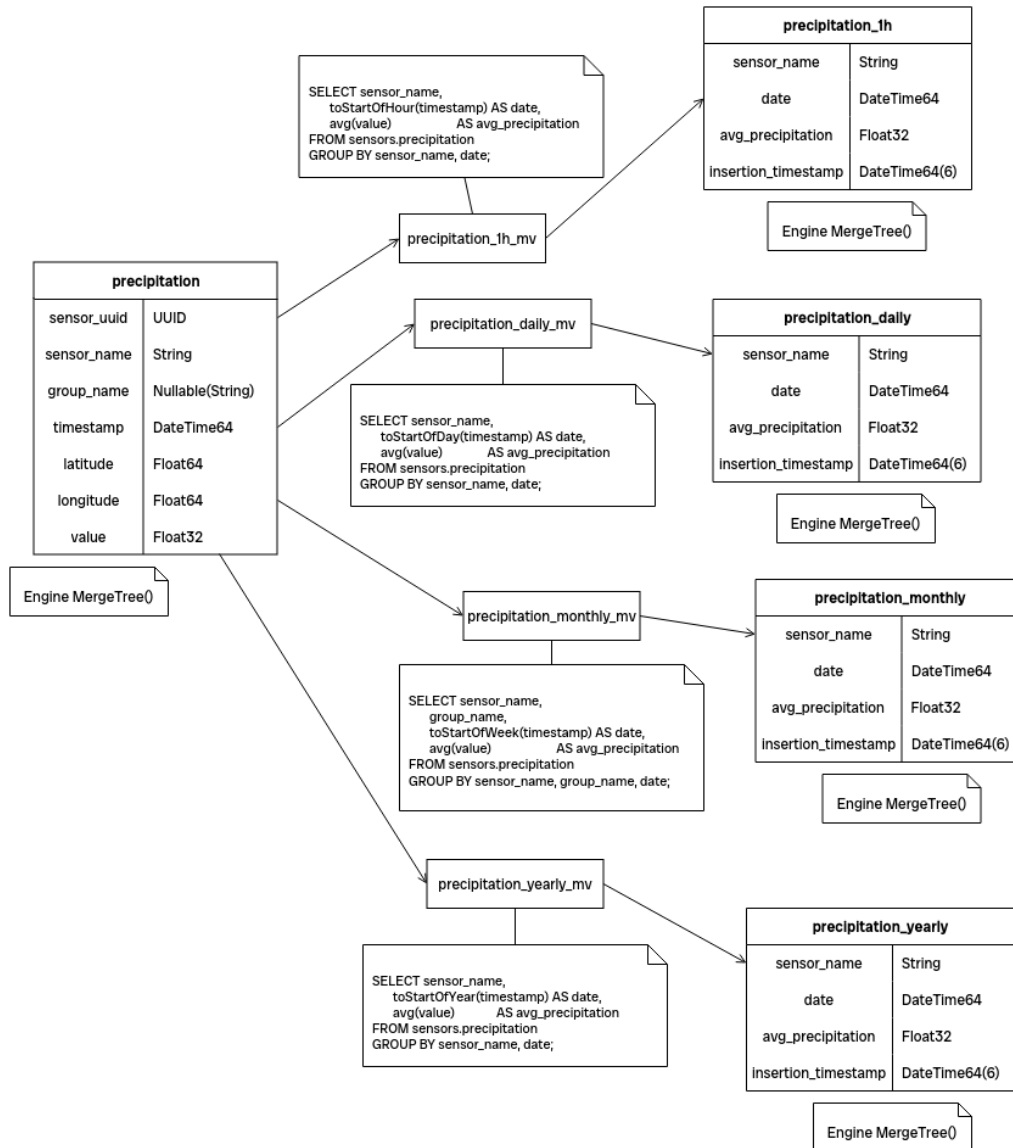 precipitation_1h
sensor_name String
date DateTime64
avg_precipitation Float32
insertion_timestamp DateTime64(6)
Engine MergeTree()
SELECT sensor_name,
toStartOfHour(timestamp) AS date,
avg(value) AS avg_precipitation
FROM sensors.precipitation
GROUP BY sensor_name, date;
precipitation_1h_mv
precipitation
sensor_uuid UUID
sensor_name String
group_name Nullable(String)
timestamp DateTime64
latitude Float64
longitude Float64
value Float32
Engine MergeTree()
precipitation_daily_mv
SELECT sensor_name,
toStartOfDay(timestamp) AS date,
avg(value) AS avg_precipitation
FROM sensors.precipitation
GROUP BY sensor_name, date;
precipitation_daily
sensor_name String
date DateTime64
avg_precipitation Float32
insertion_timestamp DateTime64(6)
Engine MergeTree()
precipitation_monthly_mv
SELECT sensor_name,
group_name,
toStartOfWeek(timestamp) AS date,
avg(value) AS avg_precipitation
FROM sensors.precipitation
GROUP BY sensor_name, group_name, date;
precipitation_monthly
sensor_name String
date DateTime64
avg_precipitation Float32
insertion_timestamp DateTime64(6)
Engine MergeTree()
precipitation_yearly_mv
SELECT sensor_name,
toStartOfYear(timestamp) AS date,
avg(value) AS avg_precipitation
FROM sensors.precipitation
GROUP BY sensor_name, date;
precipitation_yearly
sensor_name String
date DateTime64
avg_precipitation Float32
insertion_timestamp DateTime64(6)
Engine MergeTree()